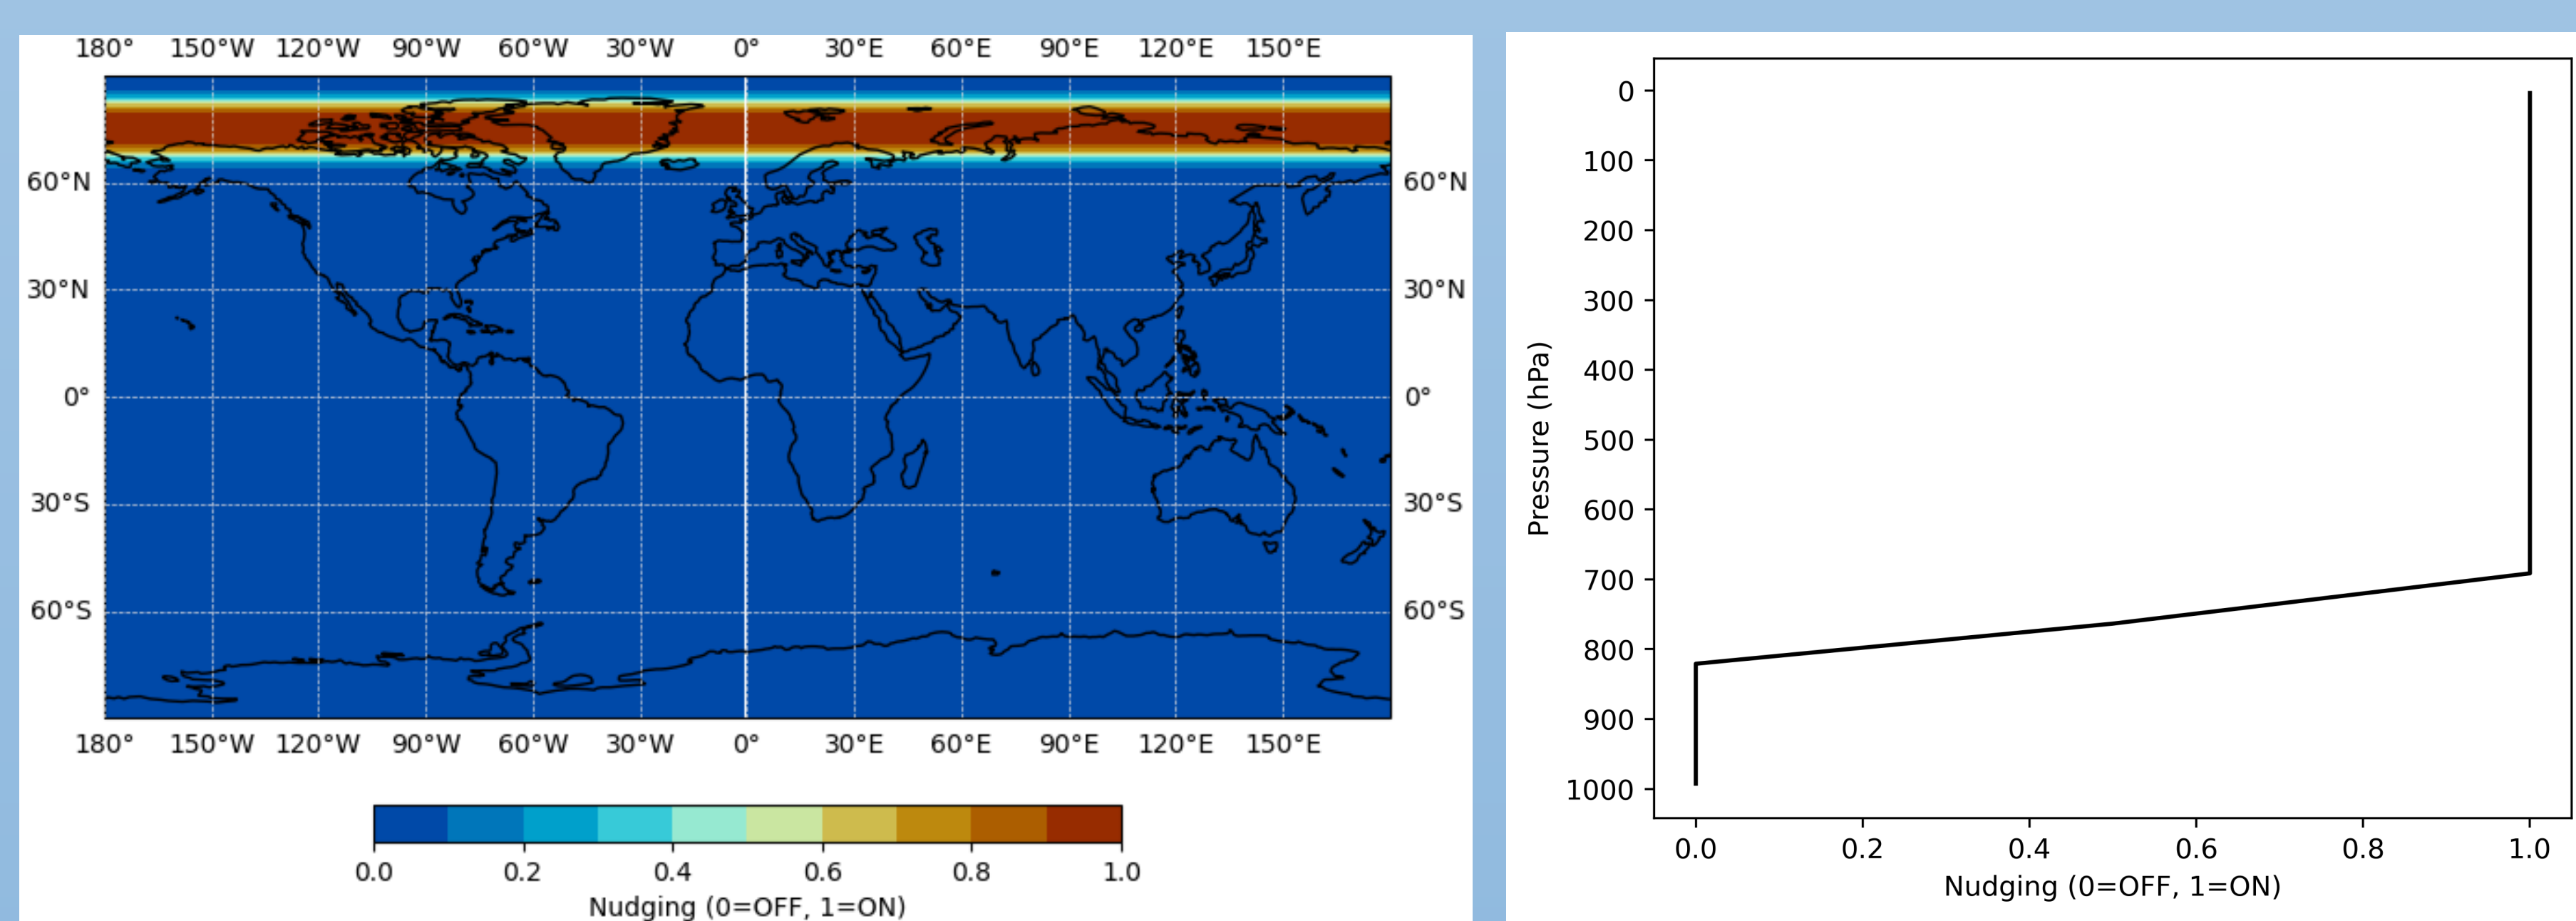 180° 150°W 120°W 90°W 60°W 30°W 0° 30°E 60°E 90°E 120°E 150°E
60°N 60°N
30°N 30°N
0° 0°
30°S 30°S
60°S 60°S
180° 150°W 120°W 90°W 60°W 30°W 0° 30°E 60°E 90°E 120°E 150°E
0.0 0.2 0.4 0.6 0.8 1.0
Nudging (0=OFF, 1=ON)
Pressure (hPa)
0
100
200
300
400
500
600
700
800
900
1000
0.0 0.2 0.4 0.6 0.8 1.0
Nudging (0=OFF, 1=ON)